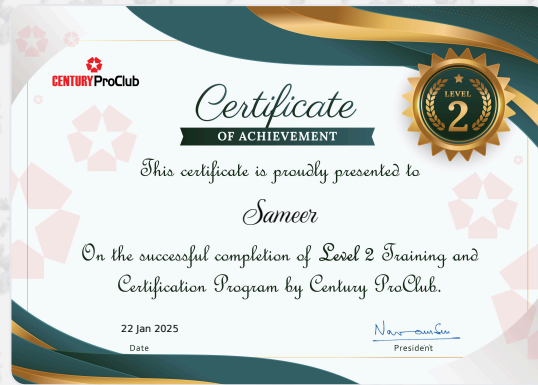 CENTURY ProClub
Certificate
OF ACHIEVEMENT
LEVEL
2
This certificate is proudly presented to
Sameer
On the successful completion of Level 2 Training and
Certification Program by Century ProClub.
22 Jan 2025
Date
President